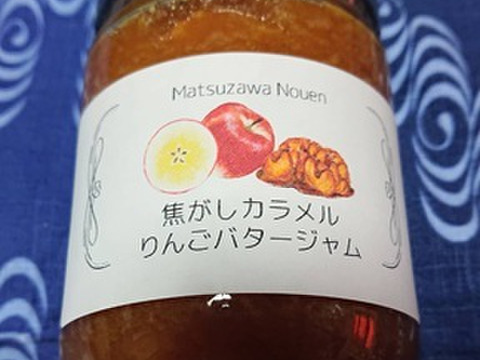 Matsuzawa Nouen
焦がしカラメル
りんごバタージャム